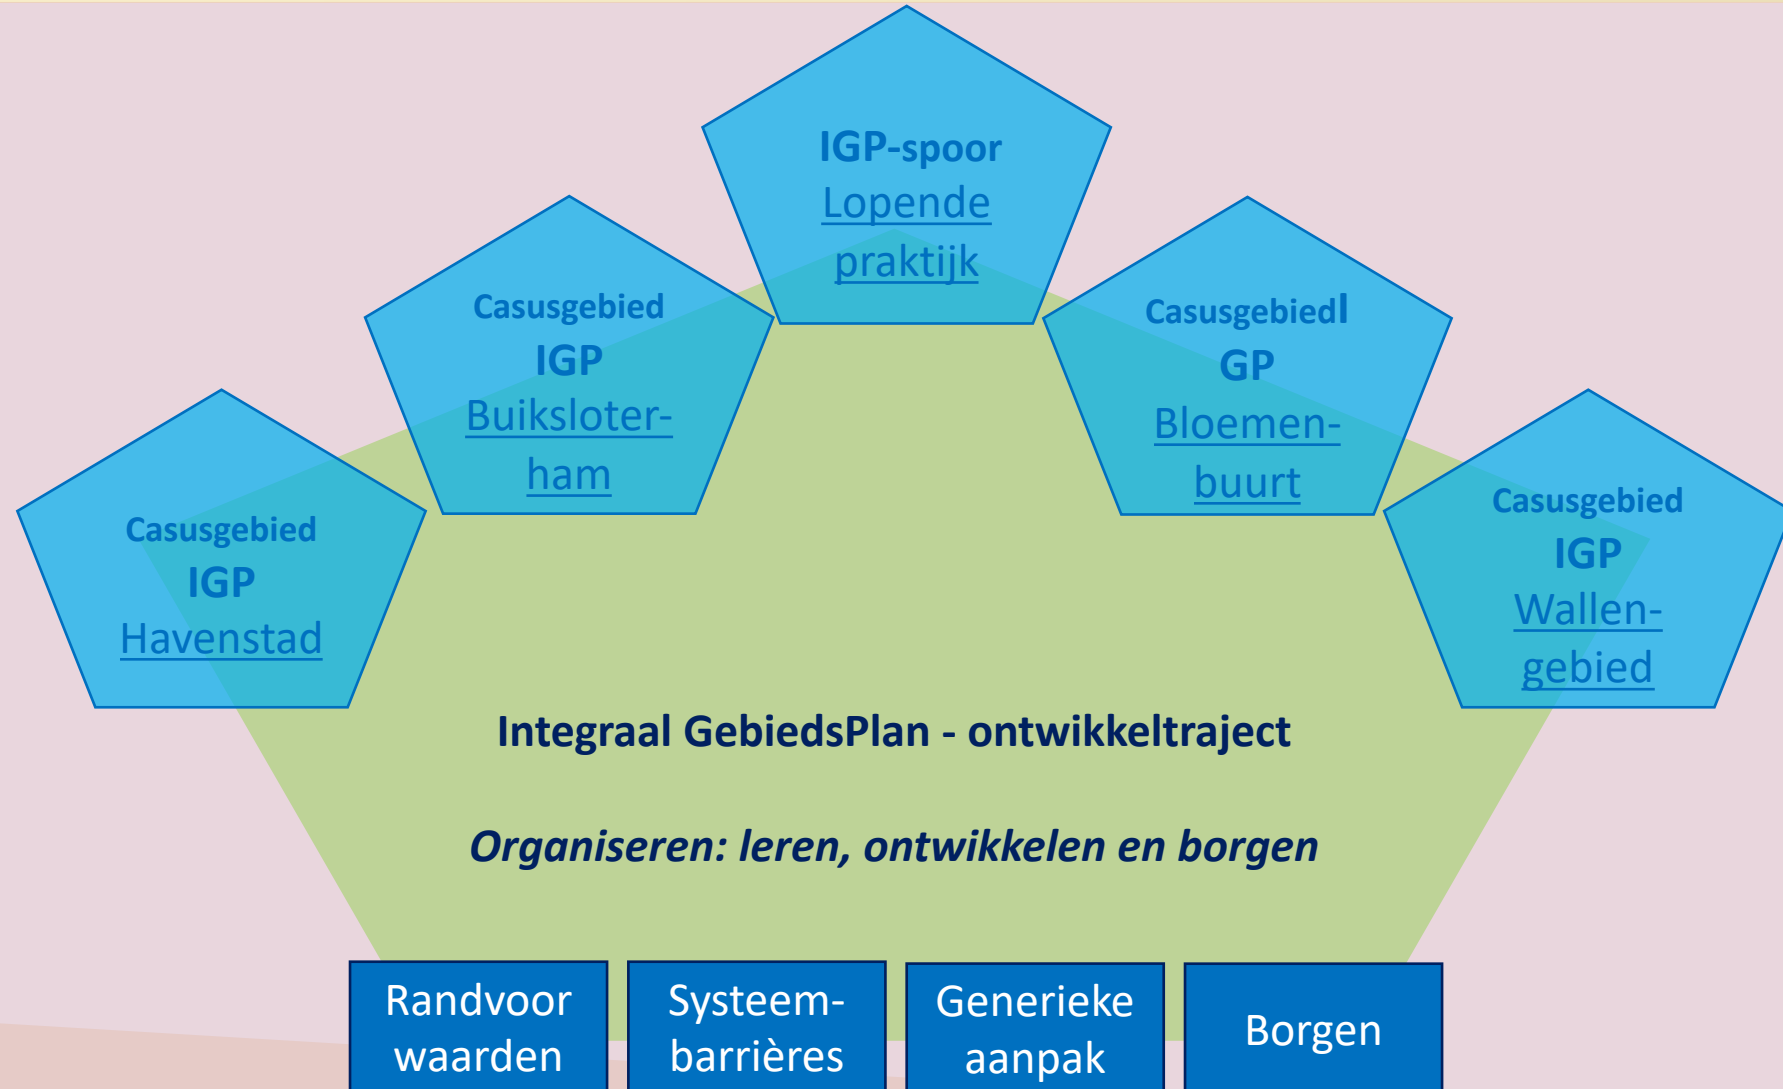 IGP-spoor
Lopende
praktijk
Casusgebied
IGP
Buiksloter-
ham
Casusgebiedl
GP
Bloemen-
buurt
Casusgebied
IGP
Havenstad
Casusgebied
IGP
Wallen-
gebied
Integraal GebiedsPlan - ontwikkeltraject
Organiseren: leren, ontwikkelen en borgen
Randvoor
waarden
Systeem-
barrières
Generieke
aanpak
Borgen